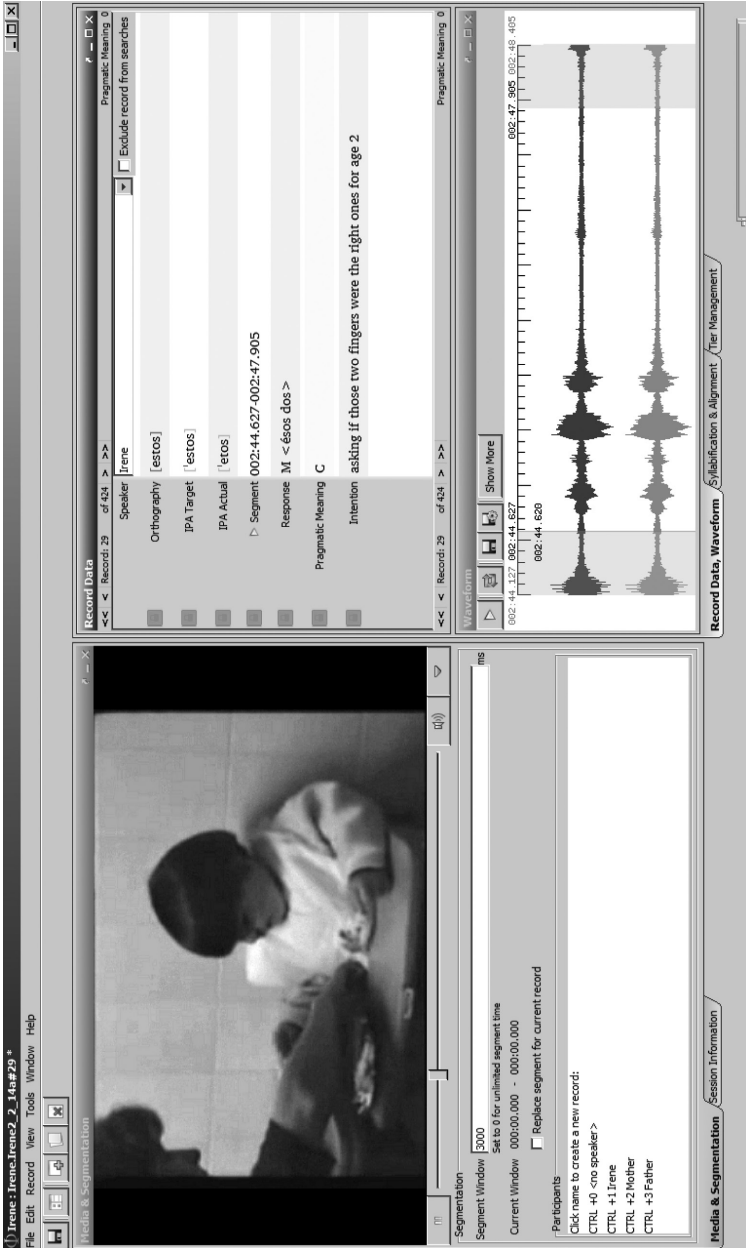 Irene : Irene.Irene2_2_14a#29 *
File Edit Record View Tools Window Help
Media & Segmentation
Segmentation
Segment Window 3000 ms
Set to 0 for unlimited segment time
Current Window 000:00.000 - 000:00.000
Replace segment for current record
Participants
Click name to create a new record:
CTRL +0 <no speaker>
CTRL +1 Irene
CTRL +2 Mother
CTRL +3 Father
Media & Segmentation Session Information
Record Data
<< < Record: 29 of 424 > >> Pragmatic Meaning 0
Speaker Irene Exclude record from searches
Orthography [estos]
IPA Target [ˈestos]
IPA Actual [ˈetos]
Segment 002:44.627-002:47.905
Response M <ésos dos>
Pragmatic Meaning C
Intention asking if those two fingers were the right ones for age 2
<< < Record: 29 of 424 > >> Pragmatic Meaning 0
Waveform
Show More
002:44.127 002:44.627 002:47.905 002:48.405
002:44.620
Record Data, Waveform Syllabification & Alignment Tier Management